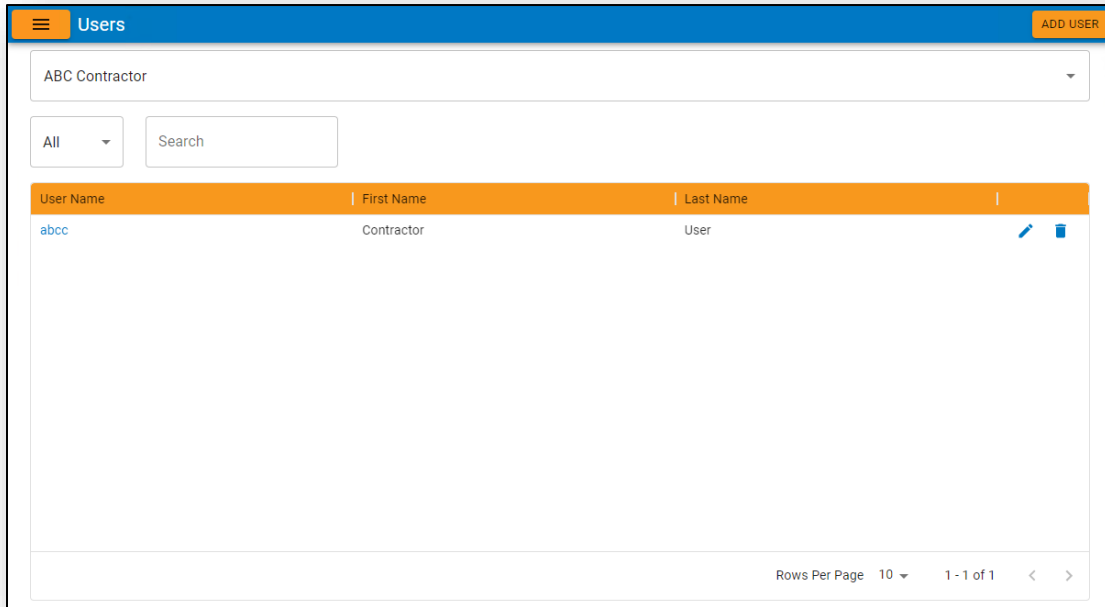 Users
ADD USER
ABC Contractor
All
Search
User Name
First Name
Last Name
abcc
Contractor
User
Rows Per Page 10 1 - 1 of 1